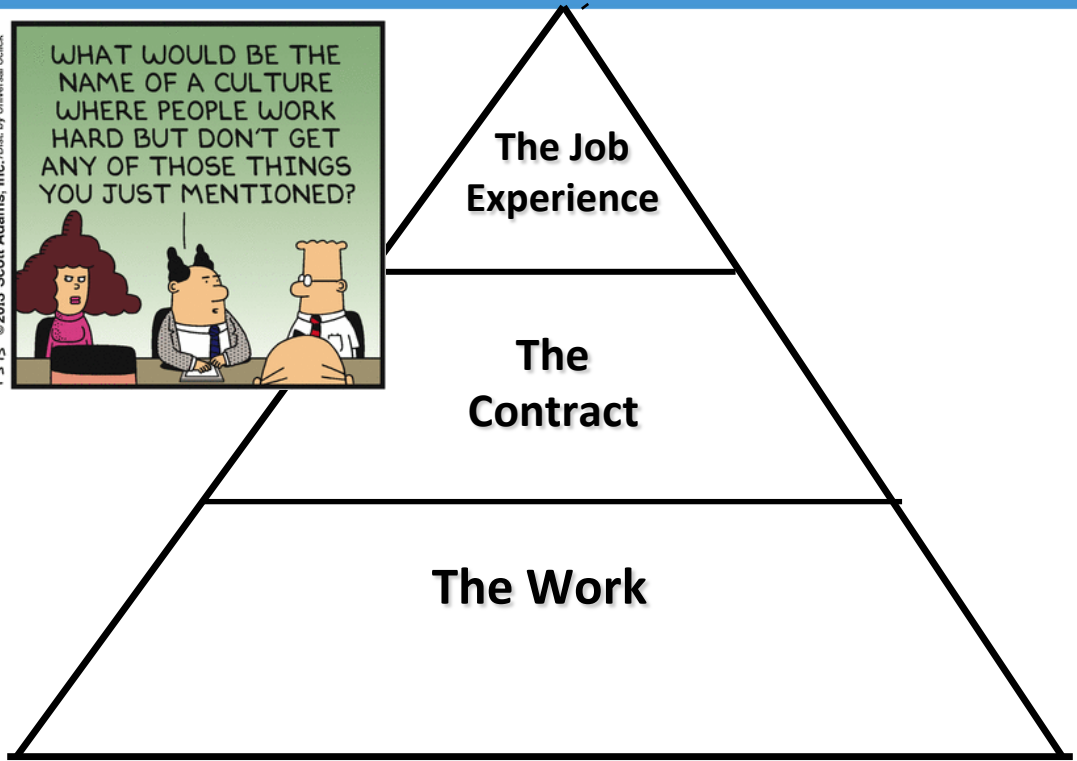 WHAT WOULD BE THE
NAME OF A CULTURE
WHERE PEOPLE WORK
HARD BUT DON'T GET
ANY OF THOSE THINGS
YOU JUST MENTIONED?
The Job
Experience
The
Contract
The Work